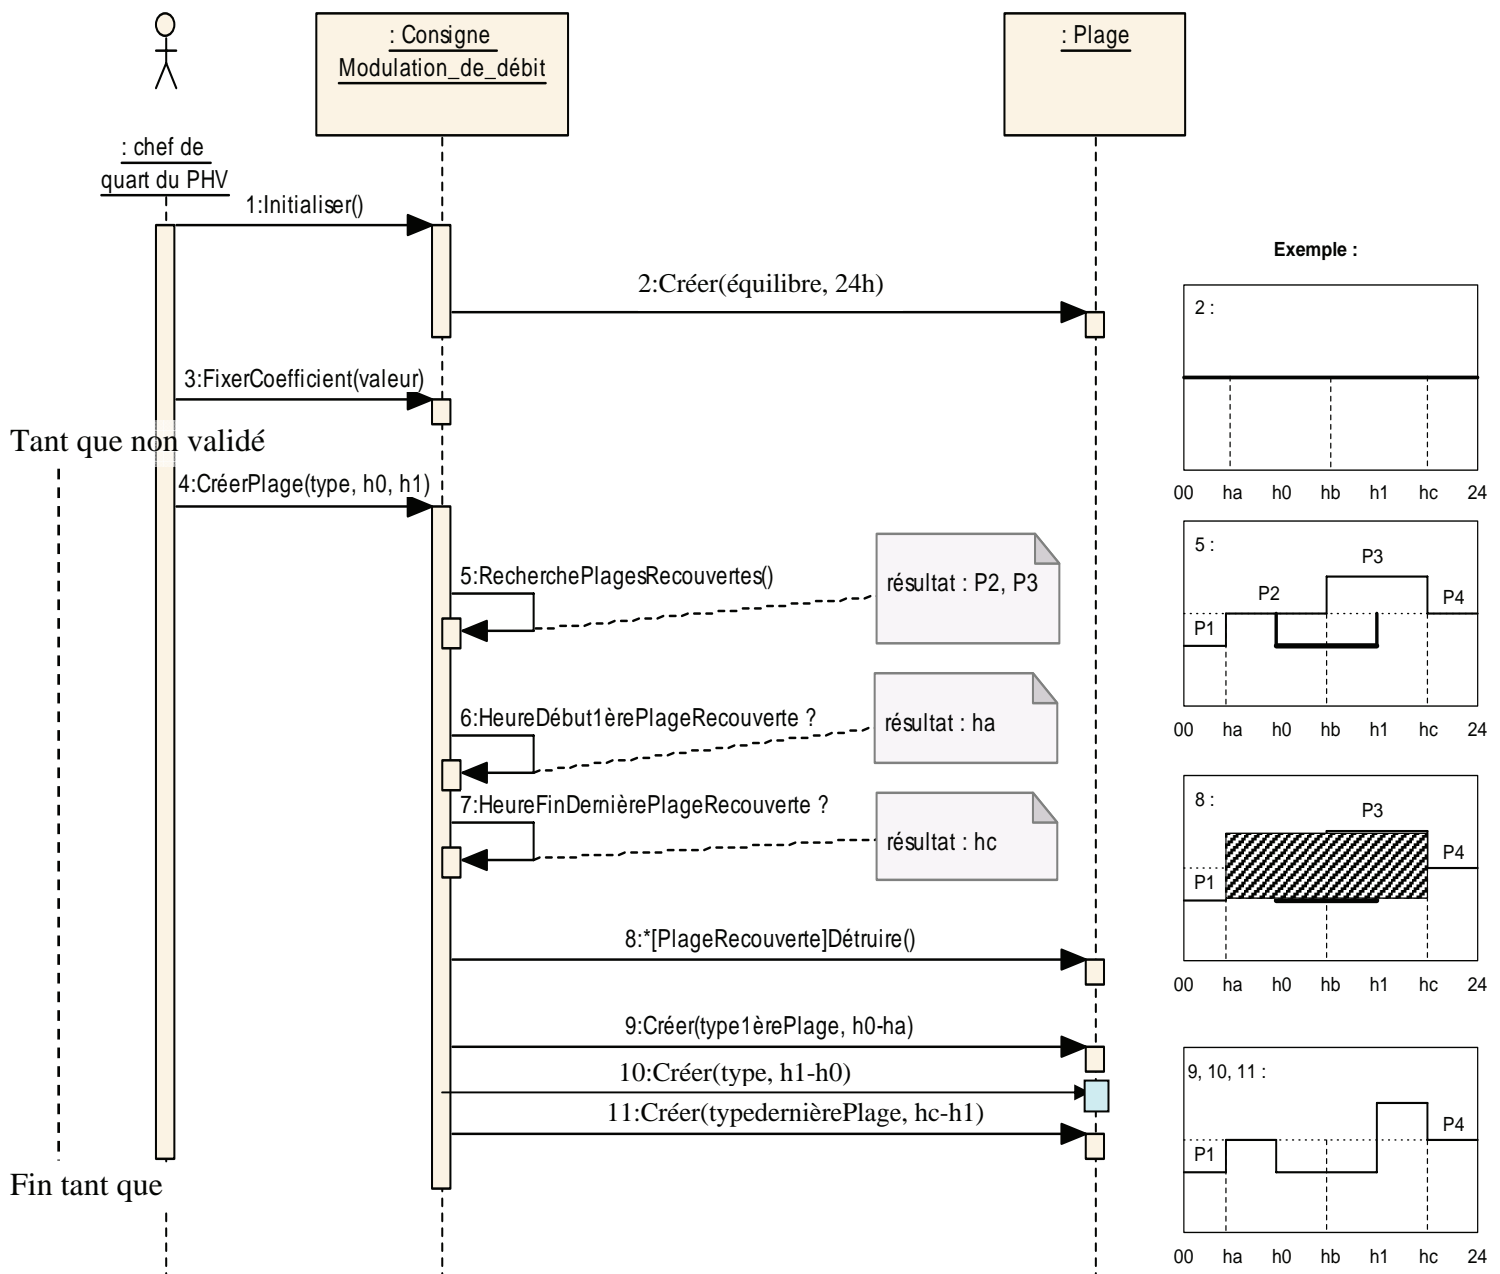 : Consigne
Modulation_de_débit
: Plage
: chef de
quart du PHV
1:Initialiser()
2:Créer(équilibre, 24h)
3:FixerCoefficient(valeur)
Tant que non validé
4:CréerPlage(type, h0, h1)
5:RecherchePlagesRecouvertes()
résultat : P2, P3
6:HeureDébut1èrePlageRecouverte ?
résultat : ha
7:HeureFinDernièrePlageRecouverte ?
résultat : hc
8:*[PlageRecouverte]Détruire()
9:Créer(type1èrePlage, h0-ha)
10:Créer(type, h1-h0)
11:Créer(typedernièrePlage, hc-h1)
Fin tant que
Exemple :
2 :
00 ha h0 hb h1 hc 24
5 :
P3
P2
P4
P1
00 ha h0 hb h1 hc 24
8 :
P3
P4
P1
00 ha h0 hb h1 hc 24
9, 10, 11 :
P4
P1
00 ha h0 hb h1 hc 24